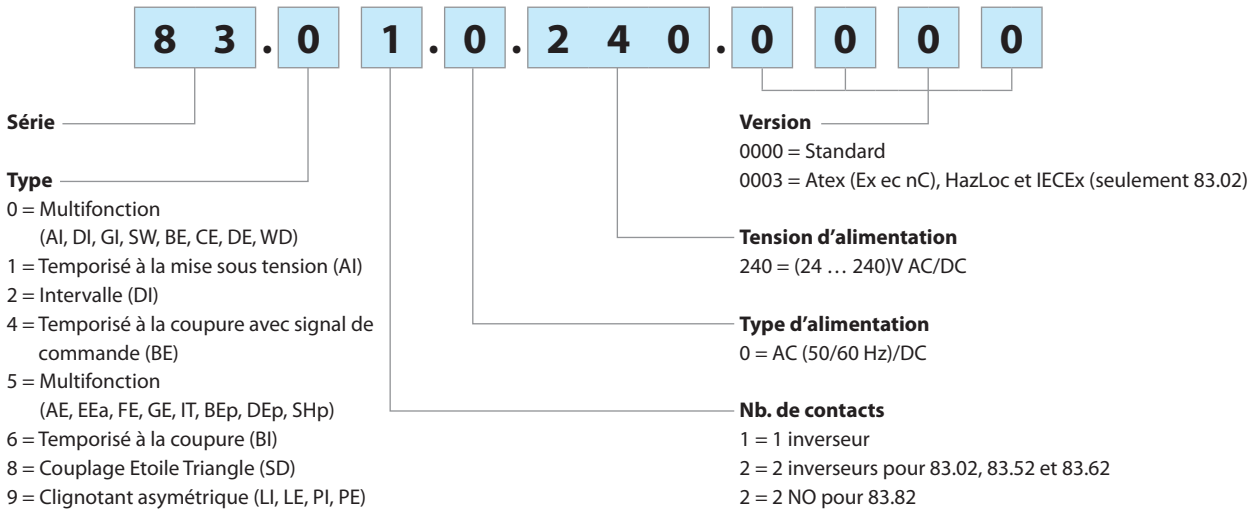 8 3 . 0 1 . 0 . 2 4 0 . 0 0 0 0
Série
Type
0 = Multifonction
(AI, DI, GI, SW, BE, CE, DE, WD)
1 = Temporisé à la mise sous tension (AI)
2 = Intervalle (DI)
4 = Temporisé à la coupure avec signal de
commande (BE)
5 = Multifonction
(AE, EEa, FE, GE, IT, BEp, DEp, SHp)
6 = Temporisé à la coupure (BI)
8 = Couplage Etoile Triangle (SD)
9 = Clignotant asymétrique (LI, LE, PI, PE)
Version
0000 = Standard
0003 = Atex (Ex ec nC), HazLoc et IECEx (seulement 83.02)
Tension d’alimentation
240 = (24 … 240)V AC/DC
Type d’alimentation
0 = AC (50/60 Hz)/DC
Nb. de contacts
1 = 1 inverseur
2 = 2 inverseurs pour 83.02, 83.52 et 83.62
2 = 2 NO pour 83.82